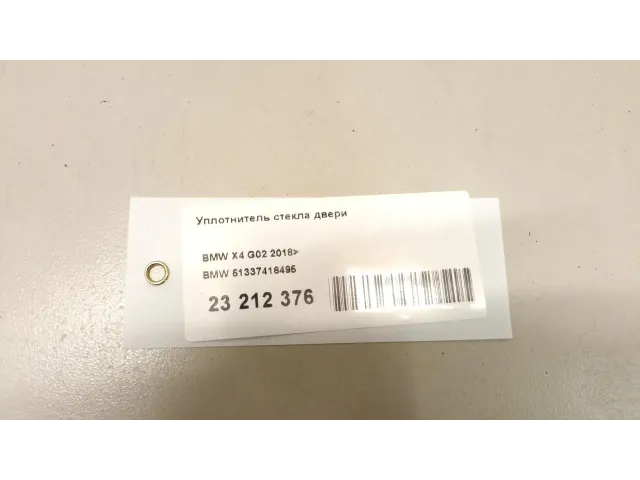 Уплотнитель стекла двери
BMW X4 G02 2018>
BMW 51337416495
23 212 376